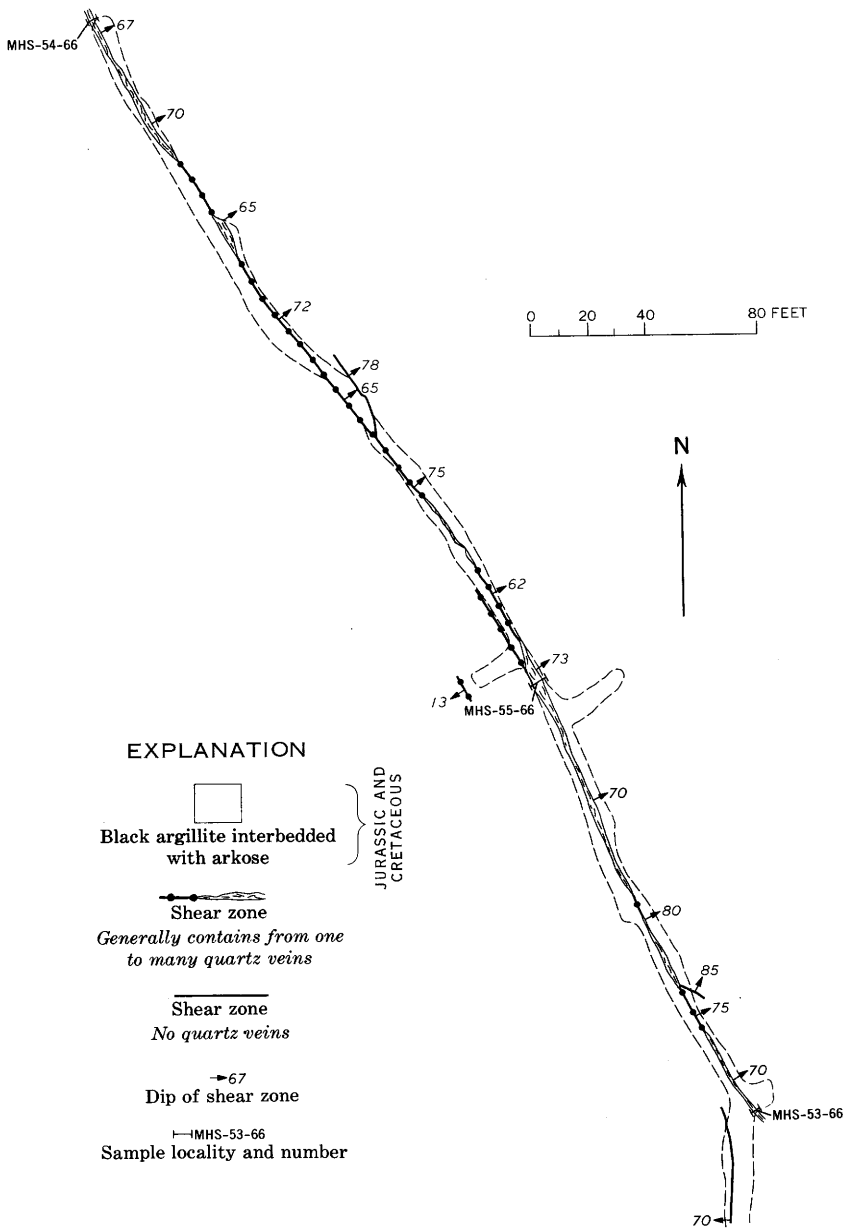 67
MHS-54-66
70
65
72
0 20 40 80 FEET
78
65
N
75
62
73
13
MHS-55-66
70
80
85
75
70
MHS-53-66
70
EXPLANATION
Black argillite interbedded
with arkose
JURASSIC AND
CRETACEOUS
Shear zone
Generally contains from one
to many quartz veins
Shear zone
No quartz veins
67
Dip of shear zone
MHS-53-66
Sample locality and number